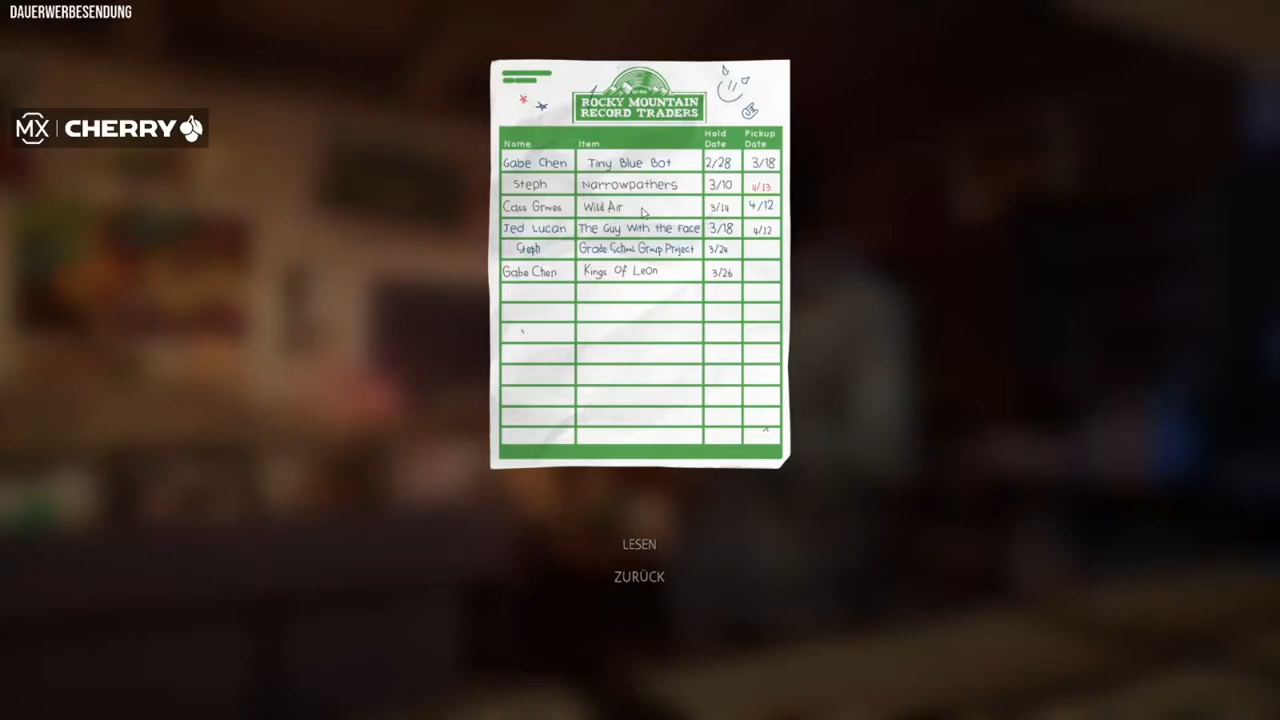 DAUERWERBESENDUNG
MX CHERRY
ROCKY MOUNTAIN
RECORD TRADERS
Name Item Hold Date Pickup Date
Gabe Chen Tiny Blue Bot 2/28 3/18
Steph Narrowpathers 3/10 4/13
Cass Graves Wild Air 3/14 4/12
Jed Lucan The Guy With the Face 3/18 4/12
Steph Grade School Group Project 3/24
Gabe Chen Kings Of Leon 3/26
LESEN
ZURÜCK